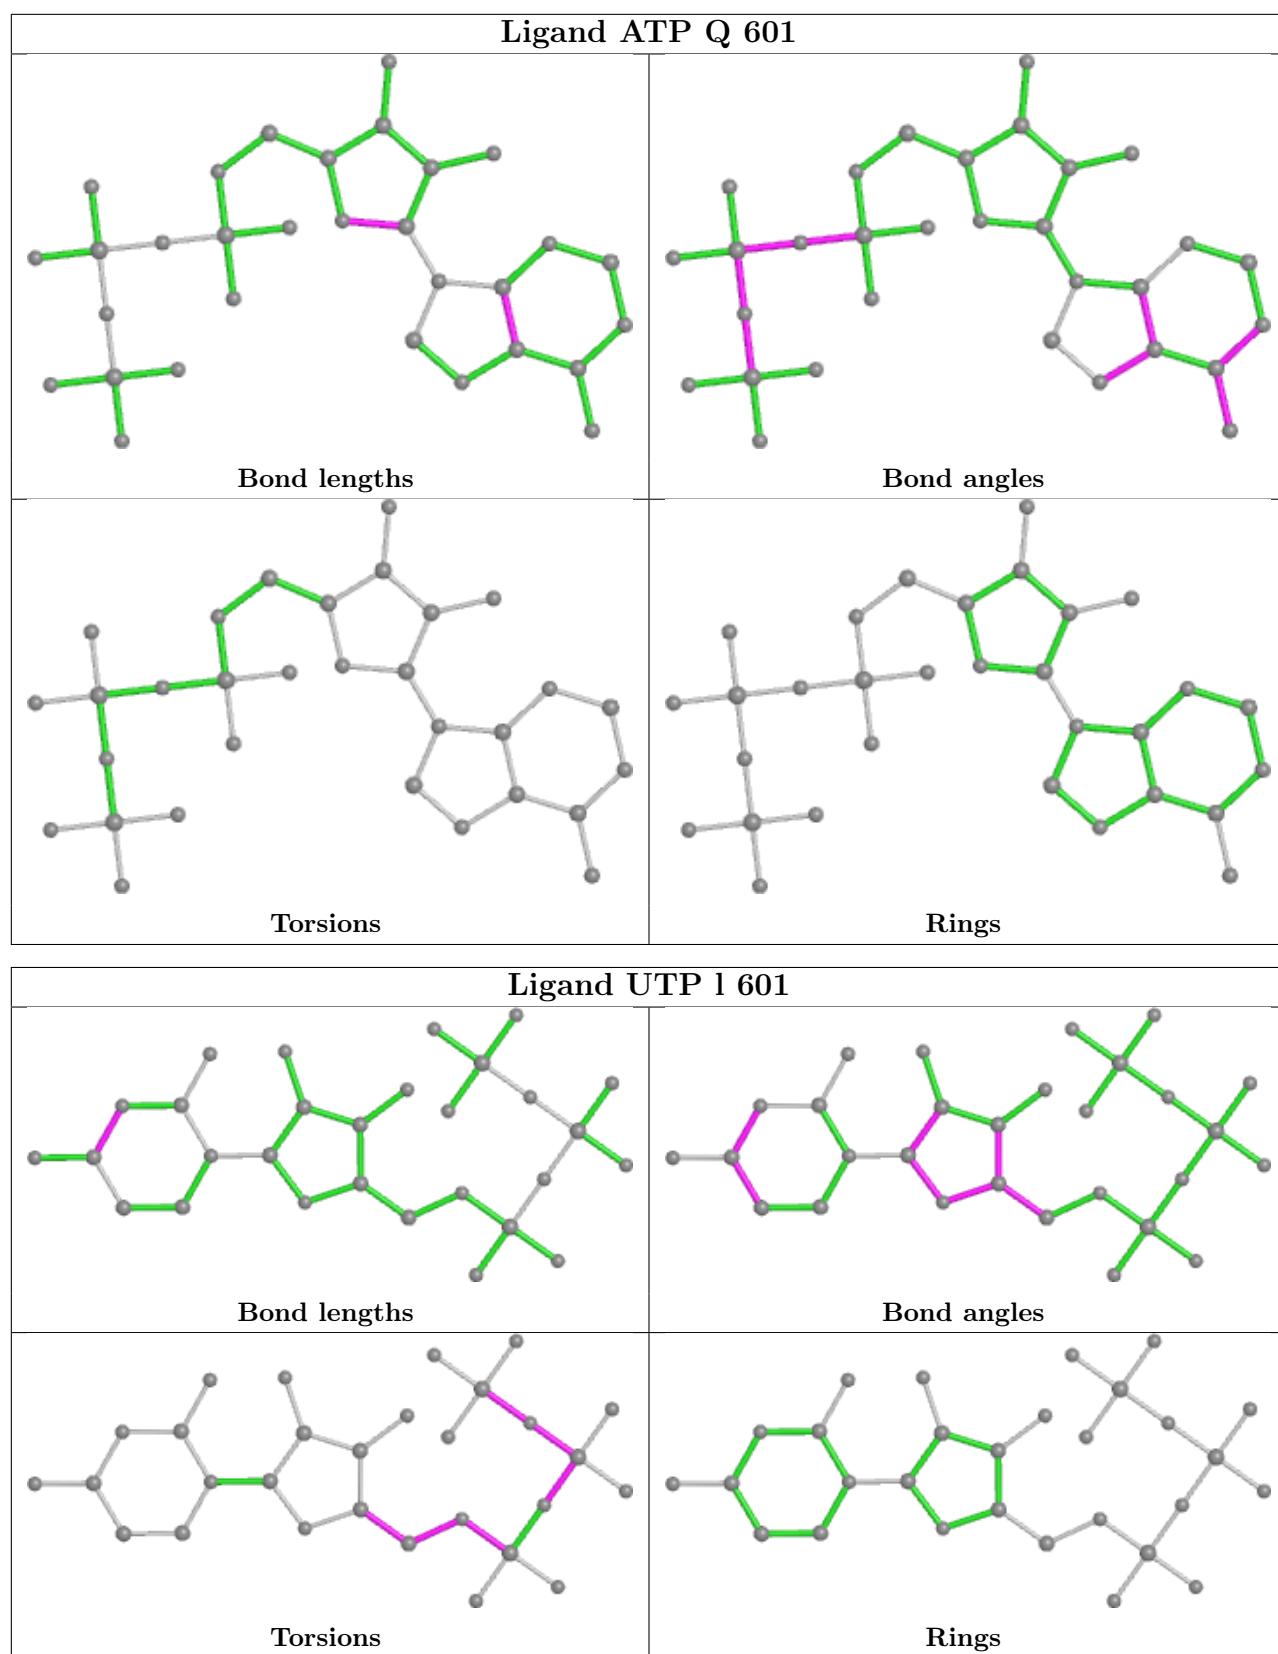 Ligand ATP Q 601
Bond lengths
Bond angles
Torsions
Rings
Ligand UTP l 601
Bond lengths
Bond angles
Torsions
Rings